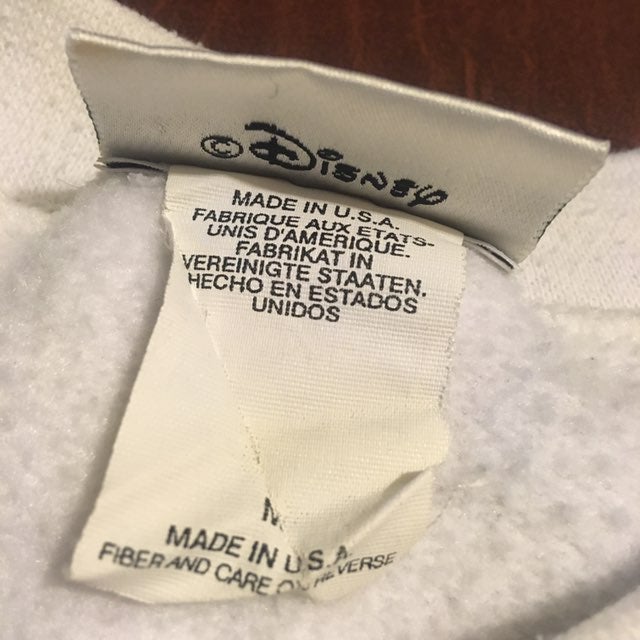 © Disney
MADE IN U.S.A.
FABRIQUE AUX ETATS-
UNIS D'AMERIQUE.
FABRIKAT IN
VEREINIGTE STAATEN.
HECHO EN ESTADOS
UNIDOS
M
MADE IN U.S.A.
FIBER AND CARE ON REVERSE